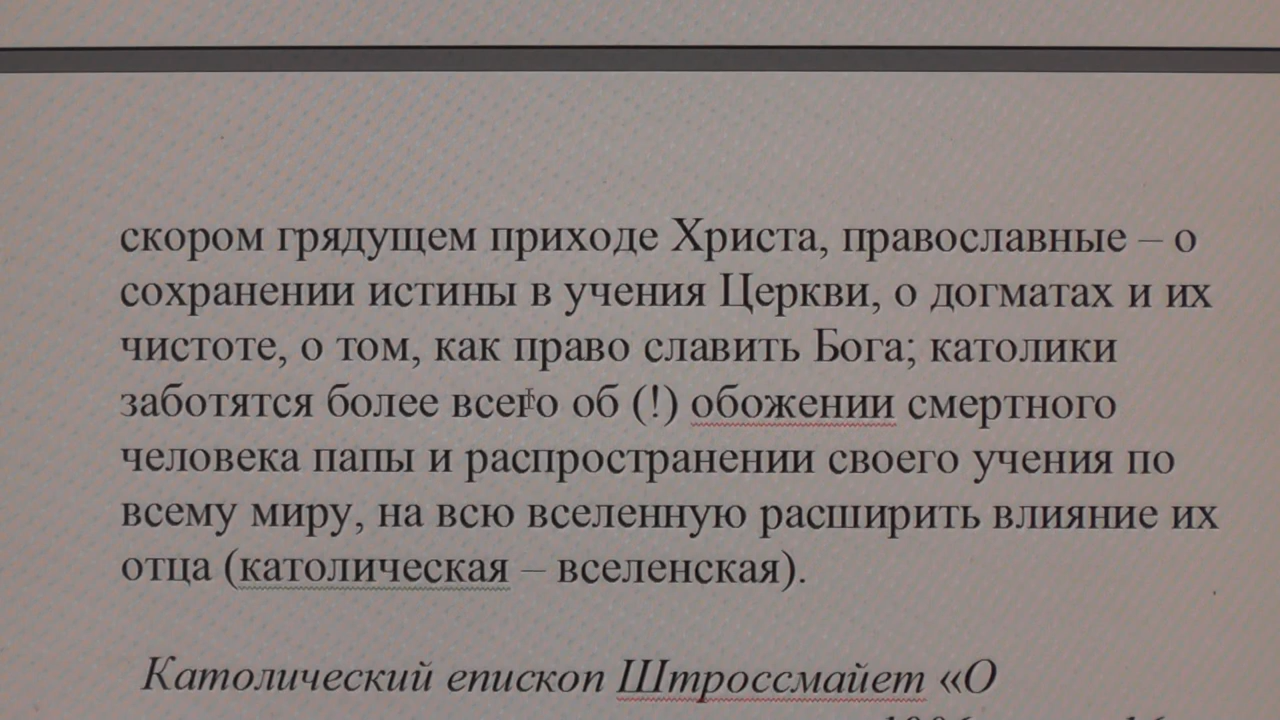 скором грядущем приходе Христа, православные – о
сохранении истины в учения Церкви, о догматах и их
чистоте, о том, как право славить Бога; католики
заботятся более всего об (!) обожении смертного
человека папы и распространении своего учения по
всему миру, на всю вселенную расширить влияние их
отца (католическая – вселенская).
Католический епископ Штроссмайет «О